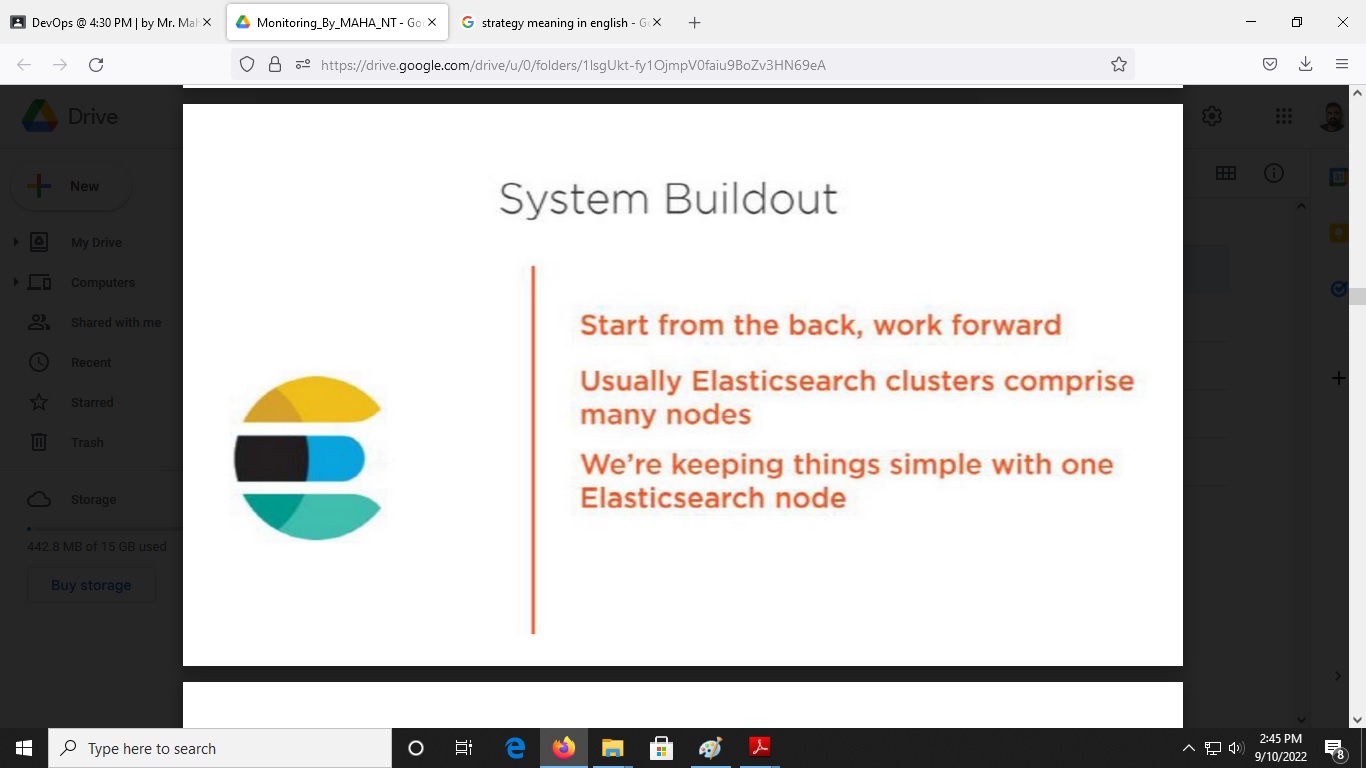 DevOps @ 4:30 PM | by Mr. Mah
Monitoring_By_MAHA_NT - Goo
strategy meaning in english - Go
https://drive.google.com/drive/u/0/folders/1lsgUkt-fy1OjmpV0faiu9BoZv3HN69eA
Drive
New
My Drive
Computers
Shared with me
Recent
Starred
Trash
Storage
442.8 MB of 15 GB used
Buy storage
System Buildout
Start from the back, work forward
Usually Elasticsearch clusters comprise
many nodes
We're keeping things simple with one
Elasticsearch node
Type here to search
2:45 PM
9/10/2022
8